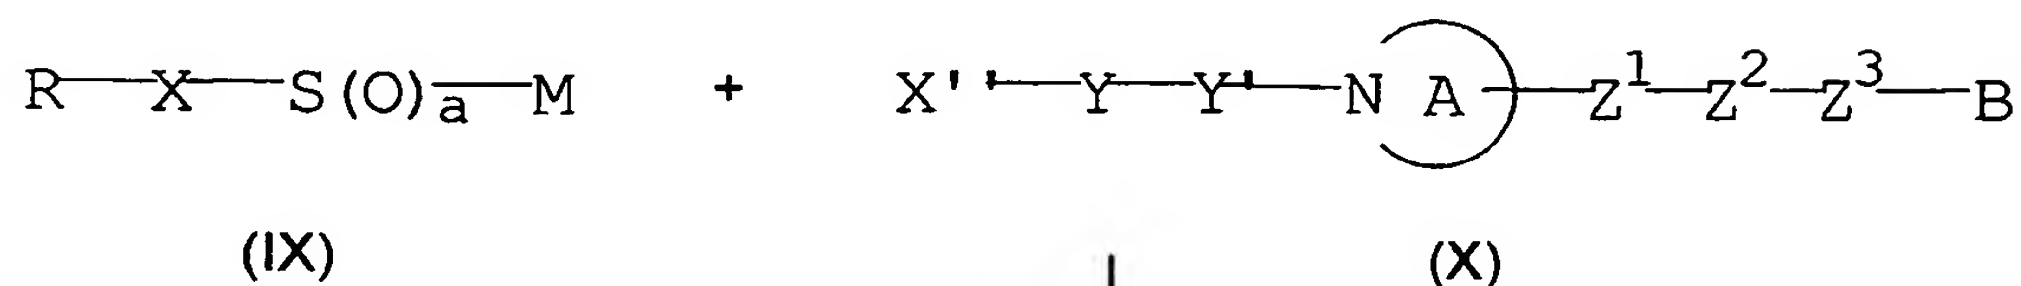 R—X—S(O)a—M + X''—Y—Y'—N A—Z1—Z2—Z3—B
(IX) (X)